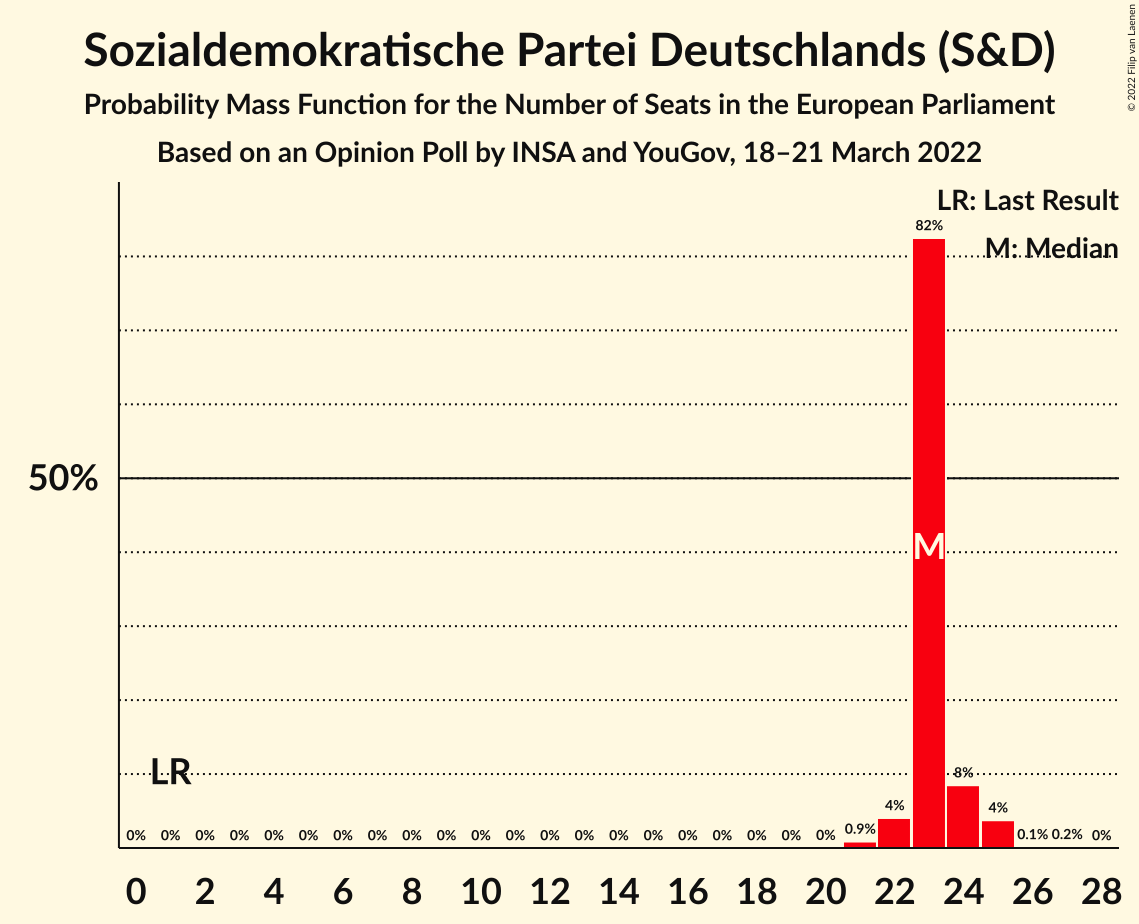 Sozialdemokratische Partei Deutschlands (S&D)
Probability Mass Function for the Number of Seats in the European Parliament
Based on an Opinion Poll by INSA and YouGov, 18–21 March 2022
© 2022 Filip van Laenen
LR: Last Result
M: Median
82%
50%
M
LR
8%
4% 4%
0% 0% 0% 0% 0% 0% 0% 0% 0% 0% 0% 0% 0% 0% 0% 0% 0% 0% 0% 0% 0% 0.9% 0.1% 0.2% 0%
0 2 4 6 8 10 12 14 16 18 20 22 24 26 28